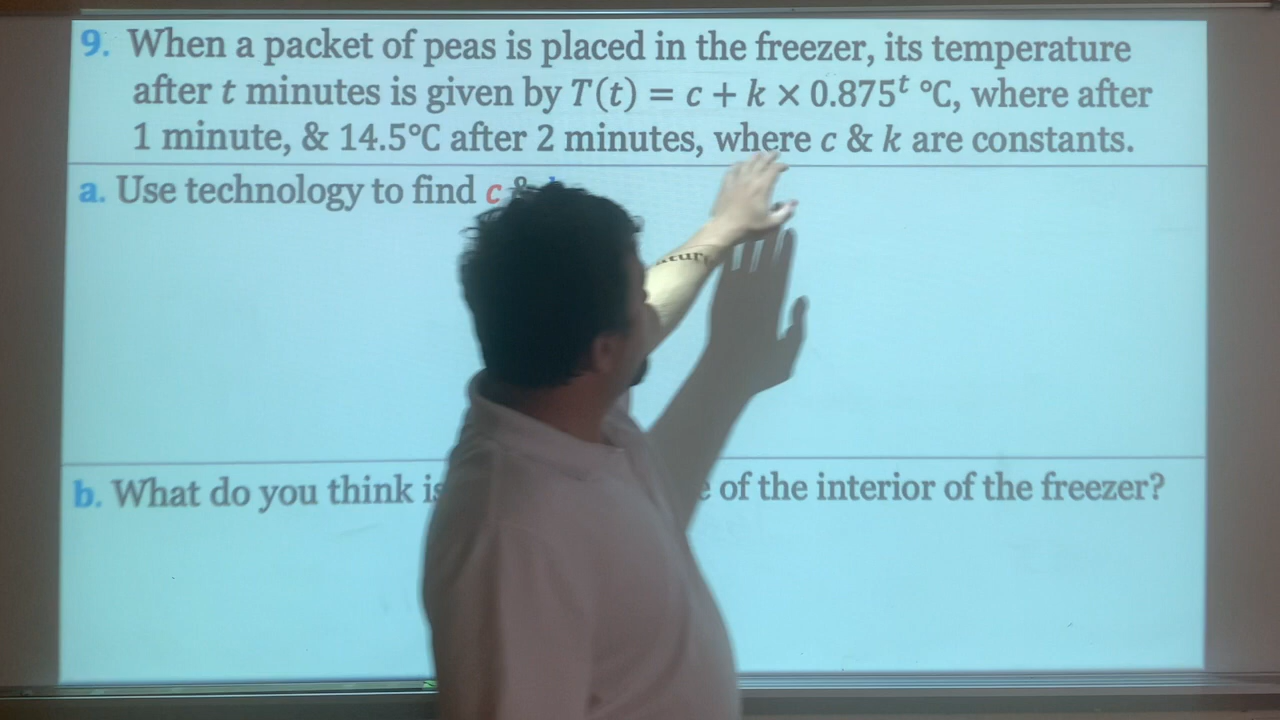 9. When a packet of peas is placed in the freezer, its temperature
after t minutes is given by T(t) = c + k × 0.875ᵗ °C, where after
1 minute, & 14.5°C after 2 minutes, where c & k are constants.
a. Use technology to find c &
b. What do you think is of the interior of the freezer?